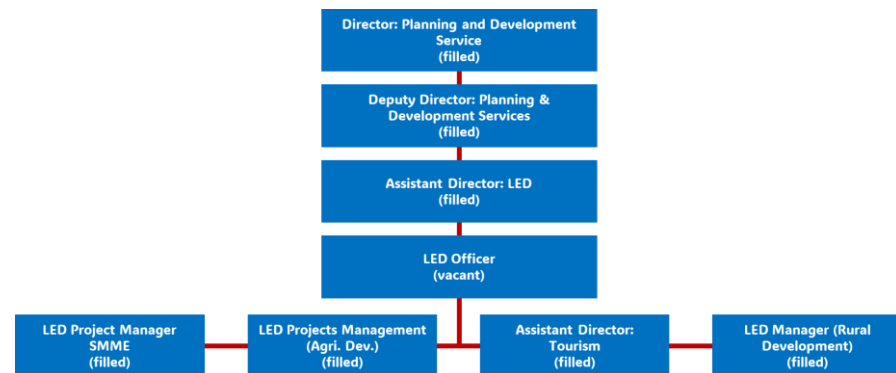 Director: Planning and Development
Service
(filled)
Deputy Director: Planning &
Development Services
(filled)
Assistant Director: LED
(filled)
LED Officer
(vacant)
LED Project Manager
SMME
(filled)
LED Projects Management
(Agri. Dev.)
(filled)
Assistant Director:
Tourism
(filled)
LED Manager (Rural
Development)
(filled)